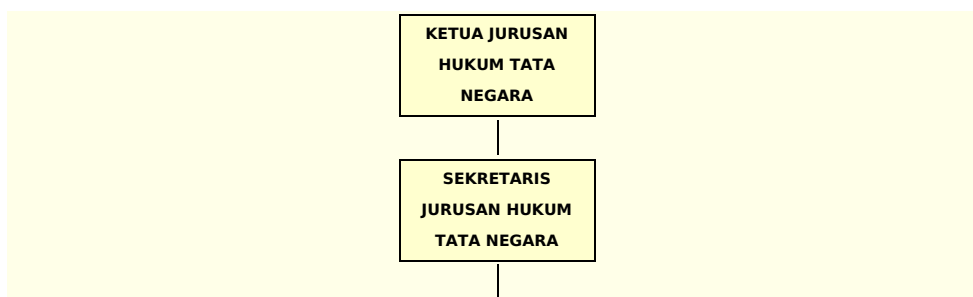 KETUA JURUSAN
HUKUM TATA
NEGARA
SEKRETARIS
JURUSAN HUKUM
TATA NEGARA